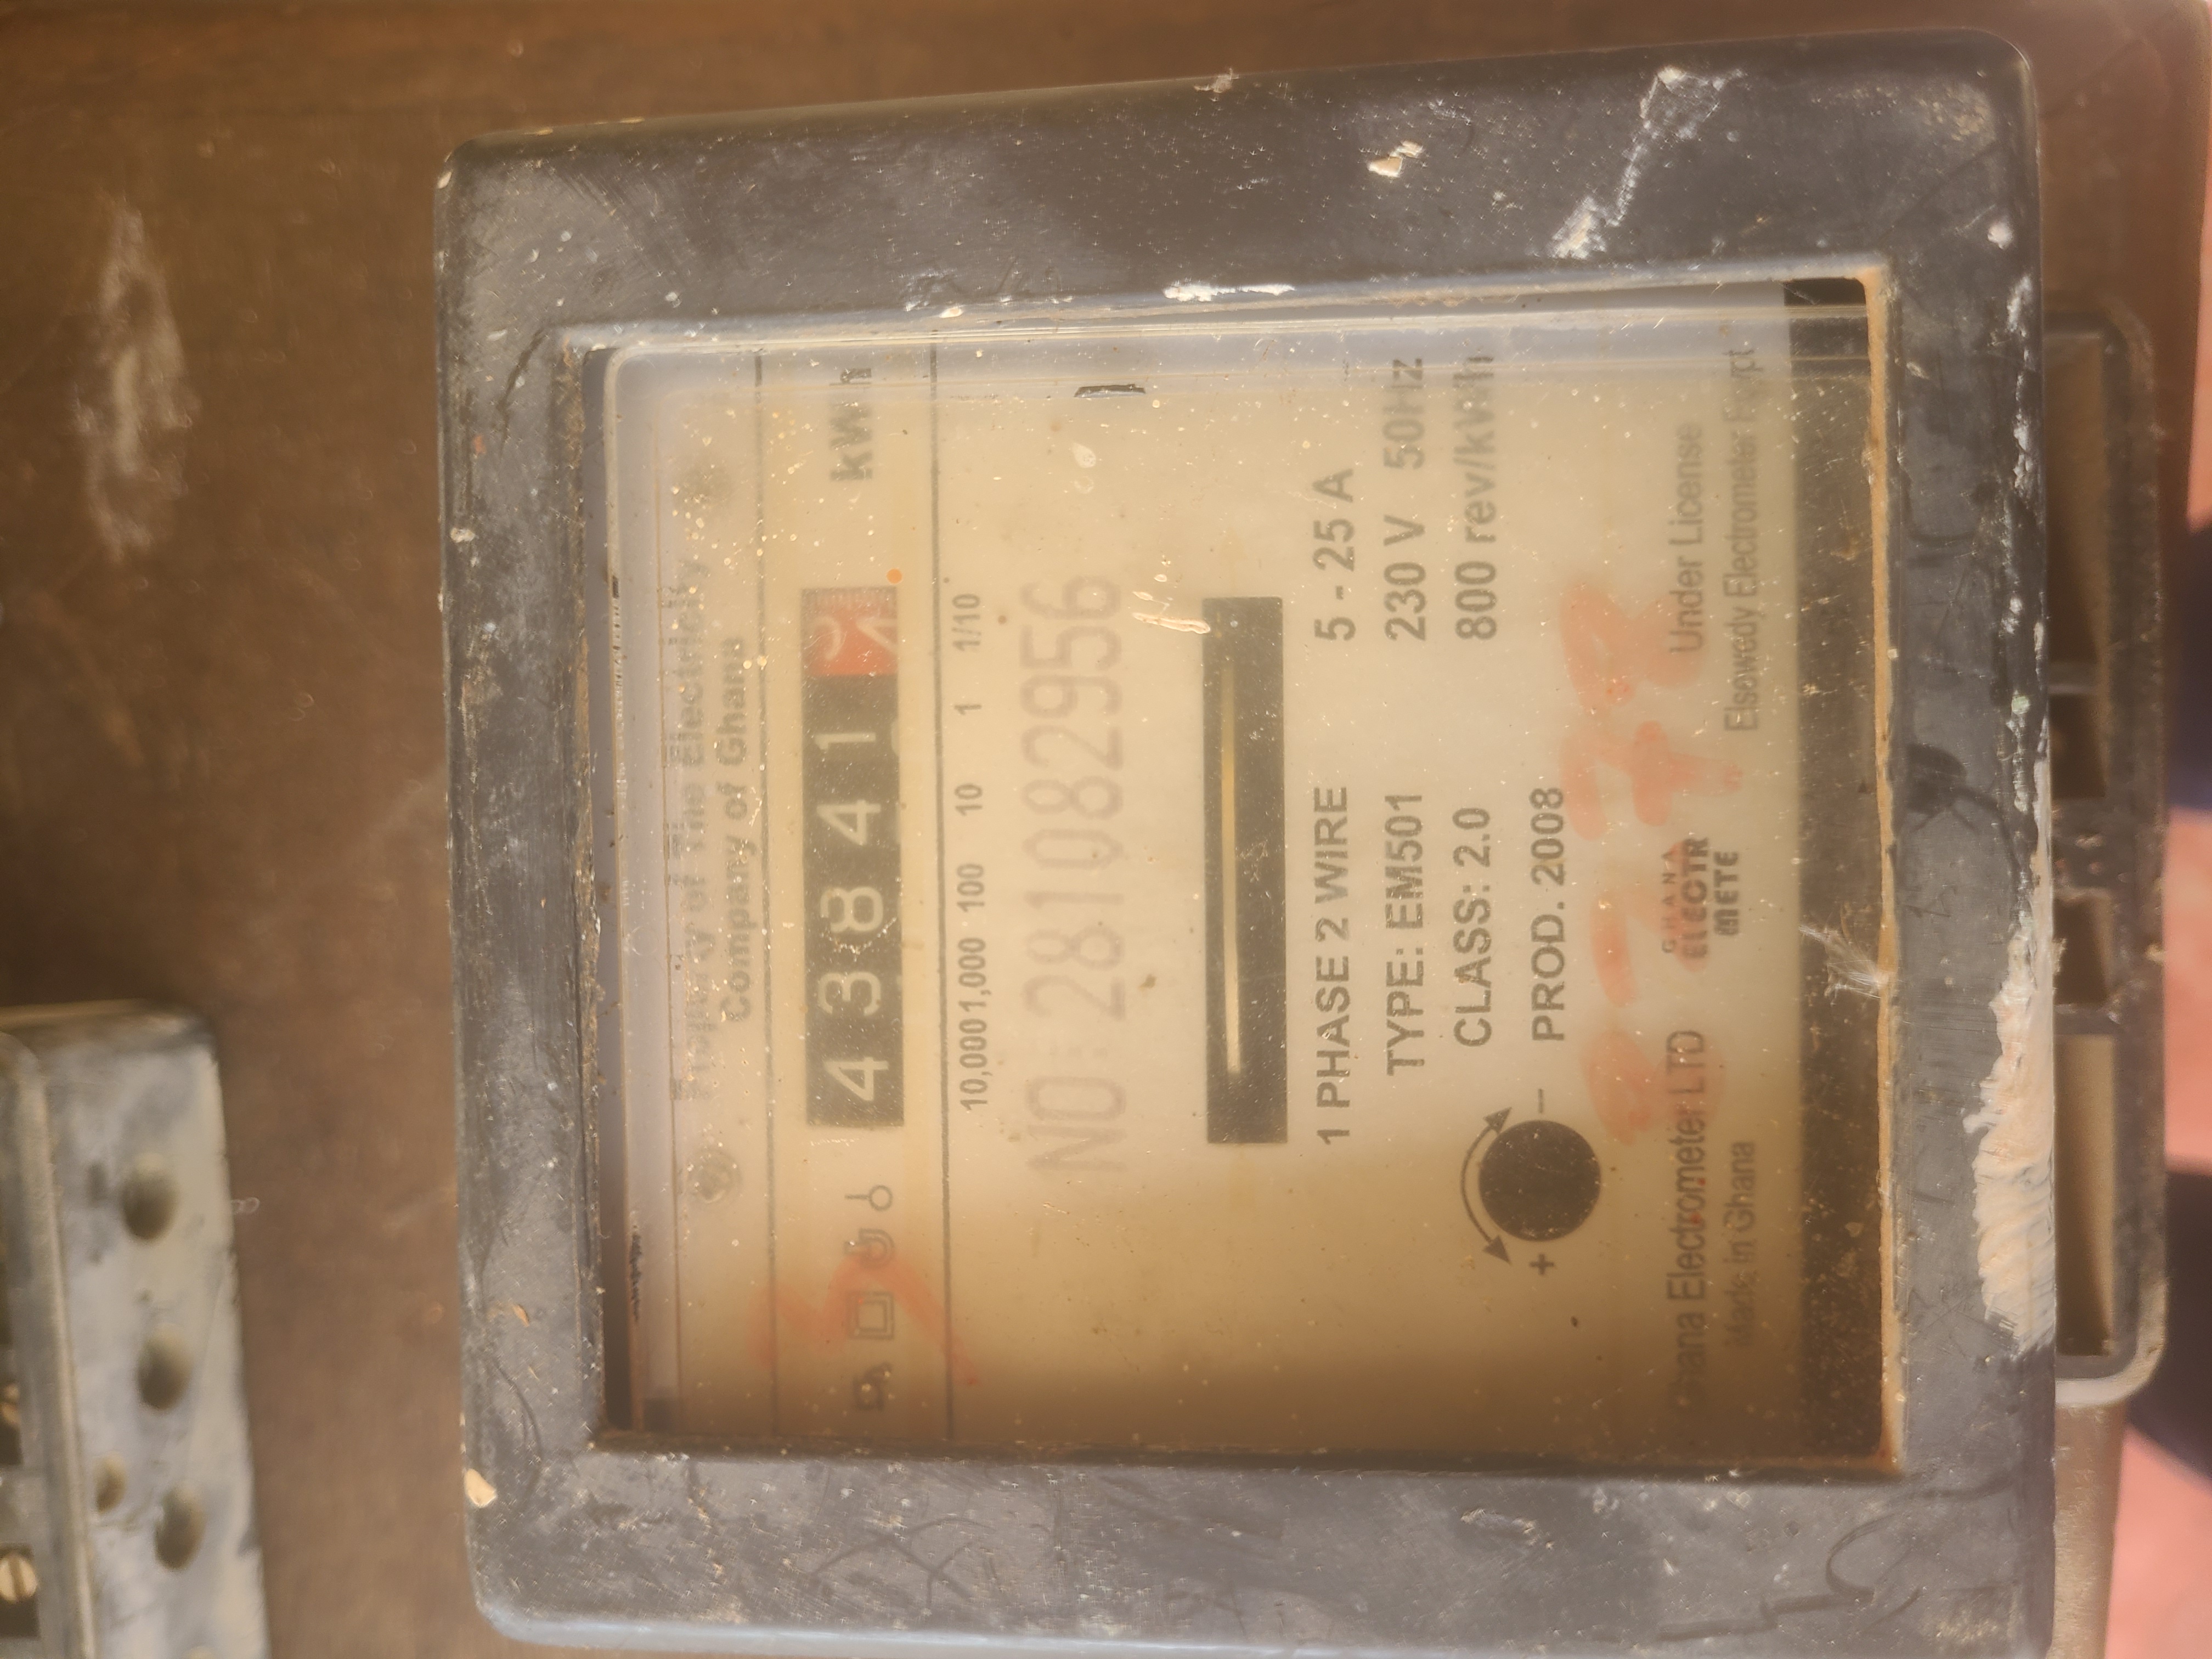 Property of The Electricity
Company of Ghana
4 3 8 4 1
kWh
10,000 1,000 100 10 1 1/10
NO: 281082956
1 PHASE 2 WIRE 5 - 25 A
TYPE: EM501 230 V 50Hz
CLASS: 2.0 800 rev/kWh
+ − PROD. 2008
8278
Ghana Electrometer LTD
Made in Ghana
GHANA
ELECTR
METE
Under License
Elsewedy Electrometer Egypt